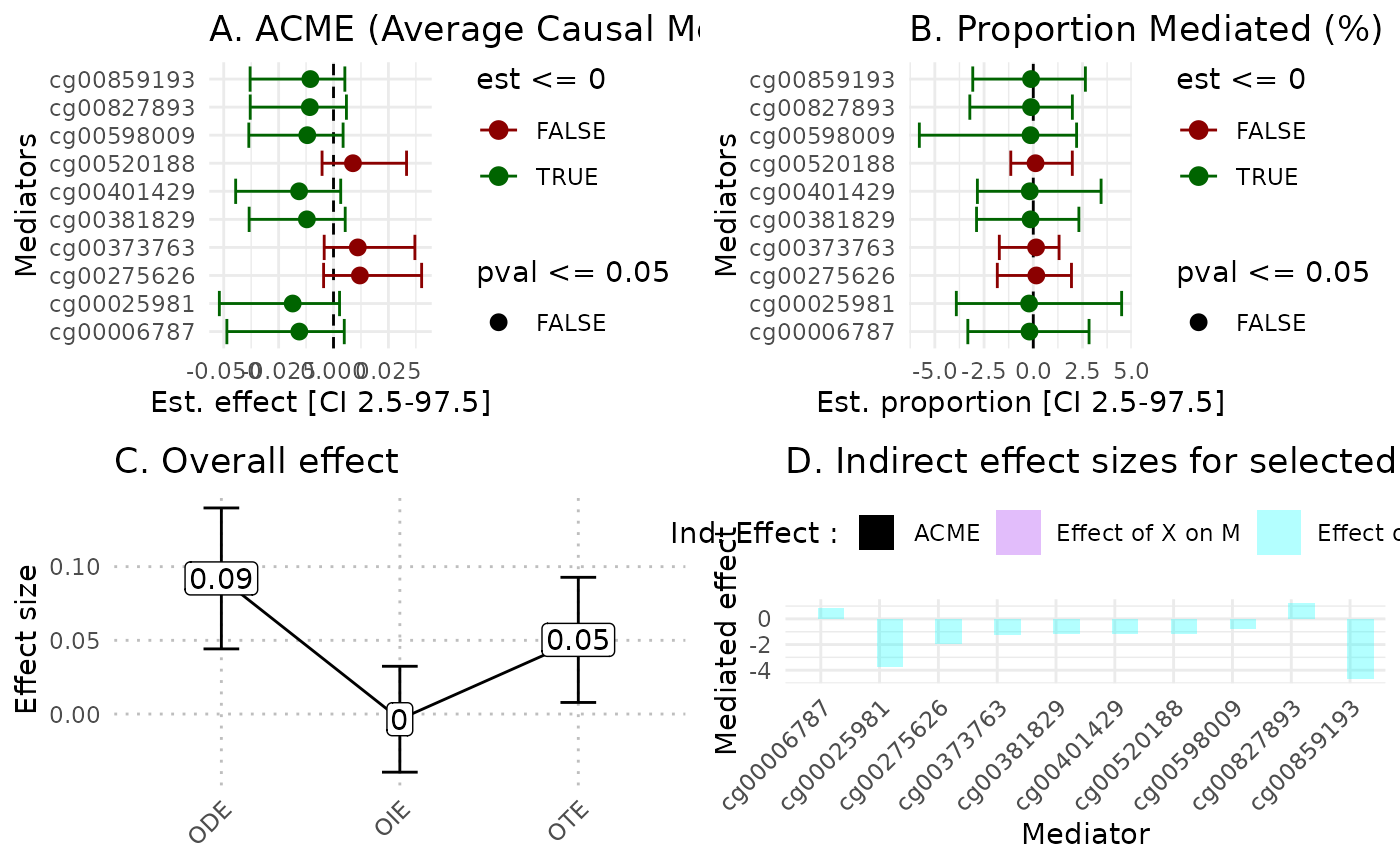 A. ACME (Average Causal Me
cg00859193
cg00827893
cg00598009
cg00520188
cg00401429
cg00381829
cg00373763
cg00275626
cg00025981
cg00006787
Mediators
-0.050
-0.025
0.000
0.025
Est. effect [CI 2.5-97.5]
est <= 0
FALSE
TRUE
pval <= 0.05
FALSE
B. Proportion Mediated (%)
cg00859193
cg00827893
cg00598009
cg00520188
cg00401429
cg00381829
cg00373763
cg00275626
cg00025981
cg00006787
Mediators
-5.0 -2.5 0.0 2.5 5.0
Est. proportion [CI 2.5-97.5]
est <= 0
FALSE
TRUE
pval <= 0.05
FALSE
C. Overall effect
Effect size
0.10
0.05
0.00
0.09
0
0.05
ODE
OIE
OTE
D. Indirect effect sizes for selected
Ind. Effect :
ACME
Effect of X on M
Effect o
Mediated effect
0
-2
-4
cg00006787
cg00025981
cg00275626
cg00373763
cg00381829
cg00401429
cg00520188
cg00598009
cg00827893
cg00859193
Mediator